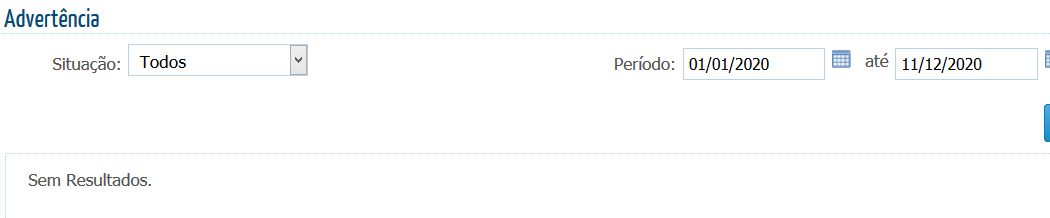 Advertência
Situação: Todos Período: 01/01/2020 até 11/12/2020
Sem Resultados.